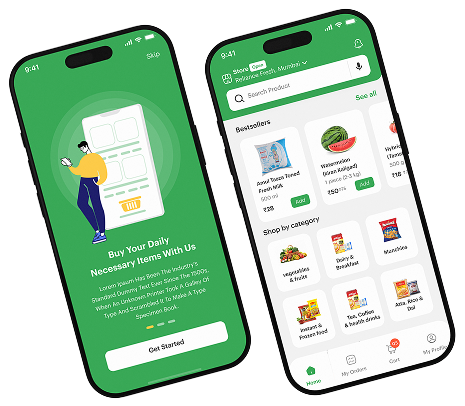 9:41
Skip
Buy Your Daily
Necessary Items With Us
Lorem Ipsum Has Been The Industry's
Standard Dummy Text Ever Since The 1500s,
When An Unknown Printer Took A Galley Of
Type And Scrambled It To Make A Type
Specimen Book.
Get Started
9:41
Store Open
Reliance Fresh, Mumbai
Search Product
Bestsellers
See all
Amul Taaza Toned
Fresh Milk
500 ml
₹28
Add
Watermelon
(Kiran Kalingad)
1 piece (2-3 kg)
₹50
Add
Hybrid
500 g
₹18
Shop by category
vegetables
& fruits
Dairy &
Breakfast
Munchies
Instant &
Frozen food
Tea, Coffee
& health drinks
Atta, Rice &
Dal
Home
My Orders
Cart
My Profile